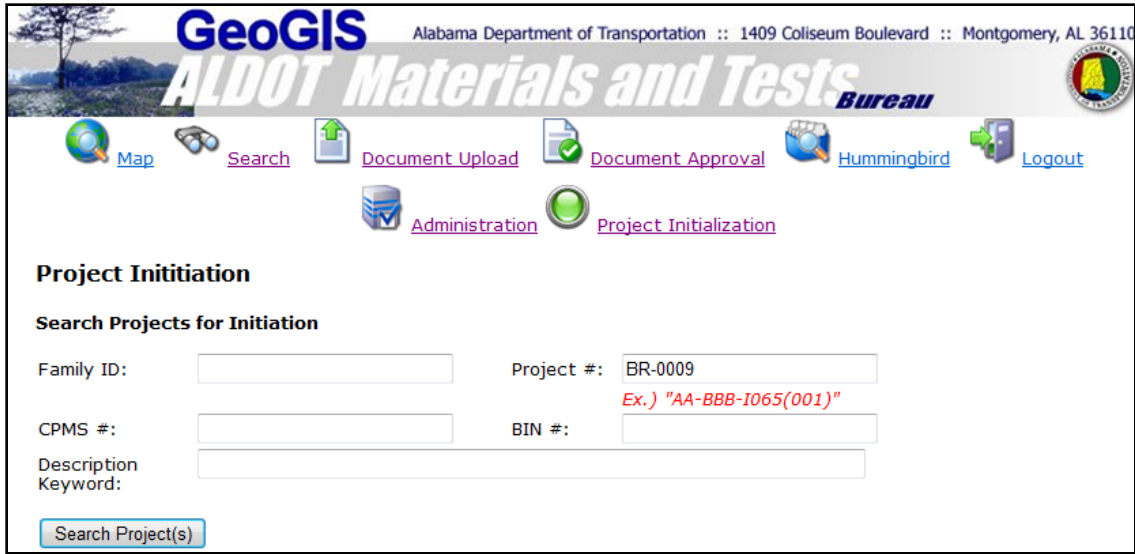 GeoGIS Alabama Department of Transportation :: 1409 Coliseum Boulevard :: Montgomery, AL 36110
ALDOT Materials and Tests Bureau
Map Search Document Upload Document Approval Hummingbird Logout
Administration Project Initialization
Project Inititiation
Search Projects for Initiation
Family ID: Project #: BR-0009
Ex.) "AA-BBB-I065(001)"
CPMS #: BIN #:
Description
Keyword:
Search Project(s)